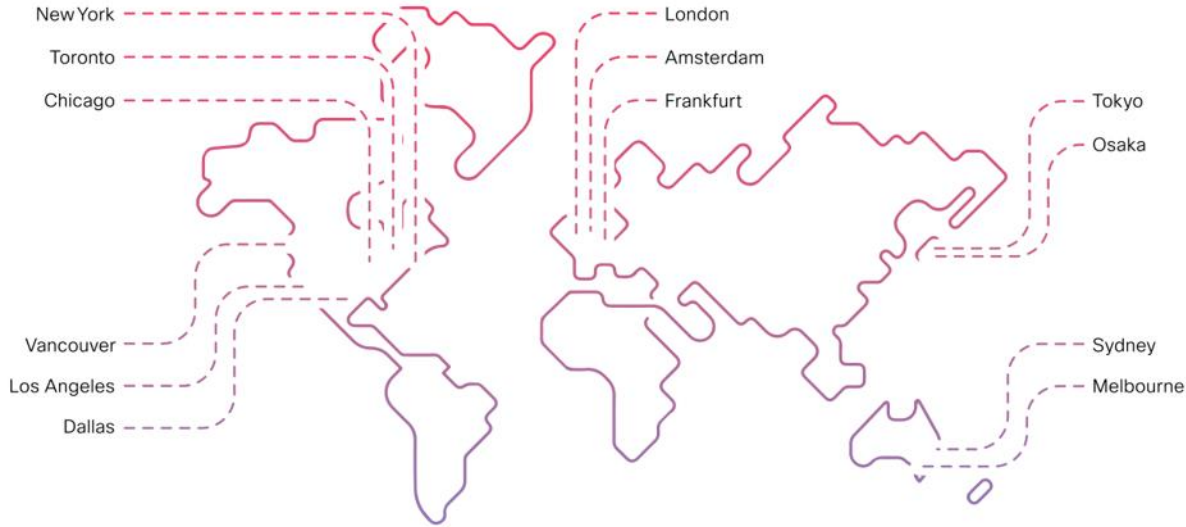 New York
Toronto
Chicago
London
Amsterdam
Frankfurt
Tokyo
Osaka
Vancouver
Los Angeles
Dallas
Sydney
Melbourne